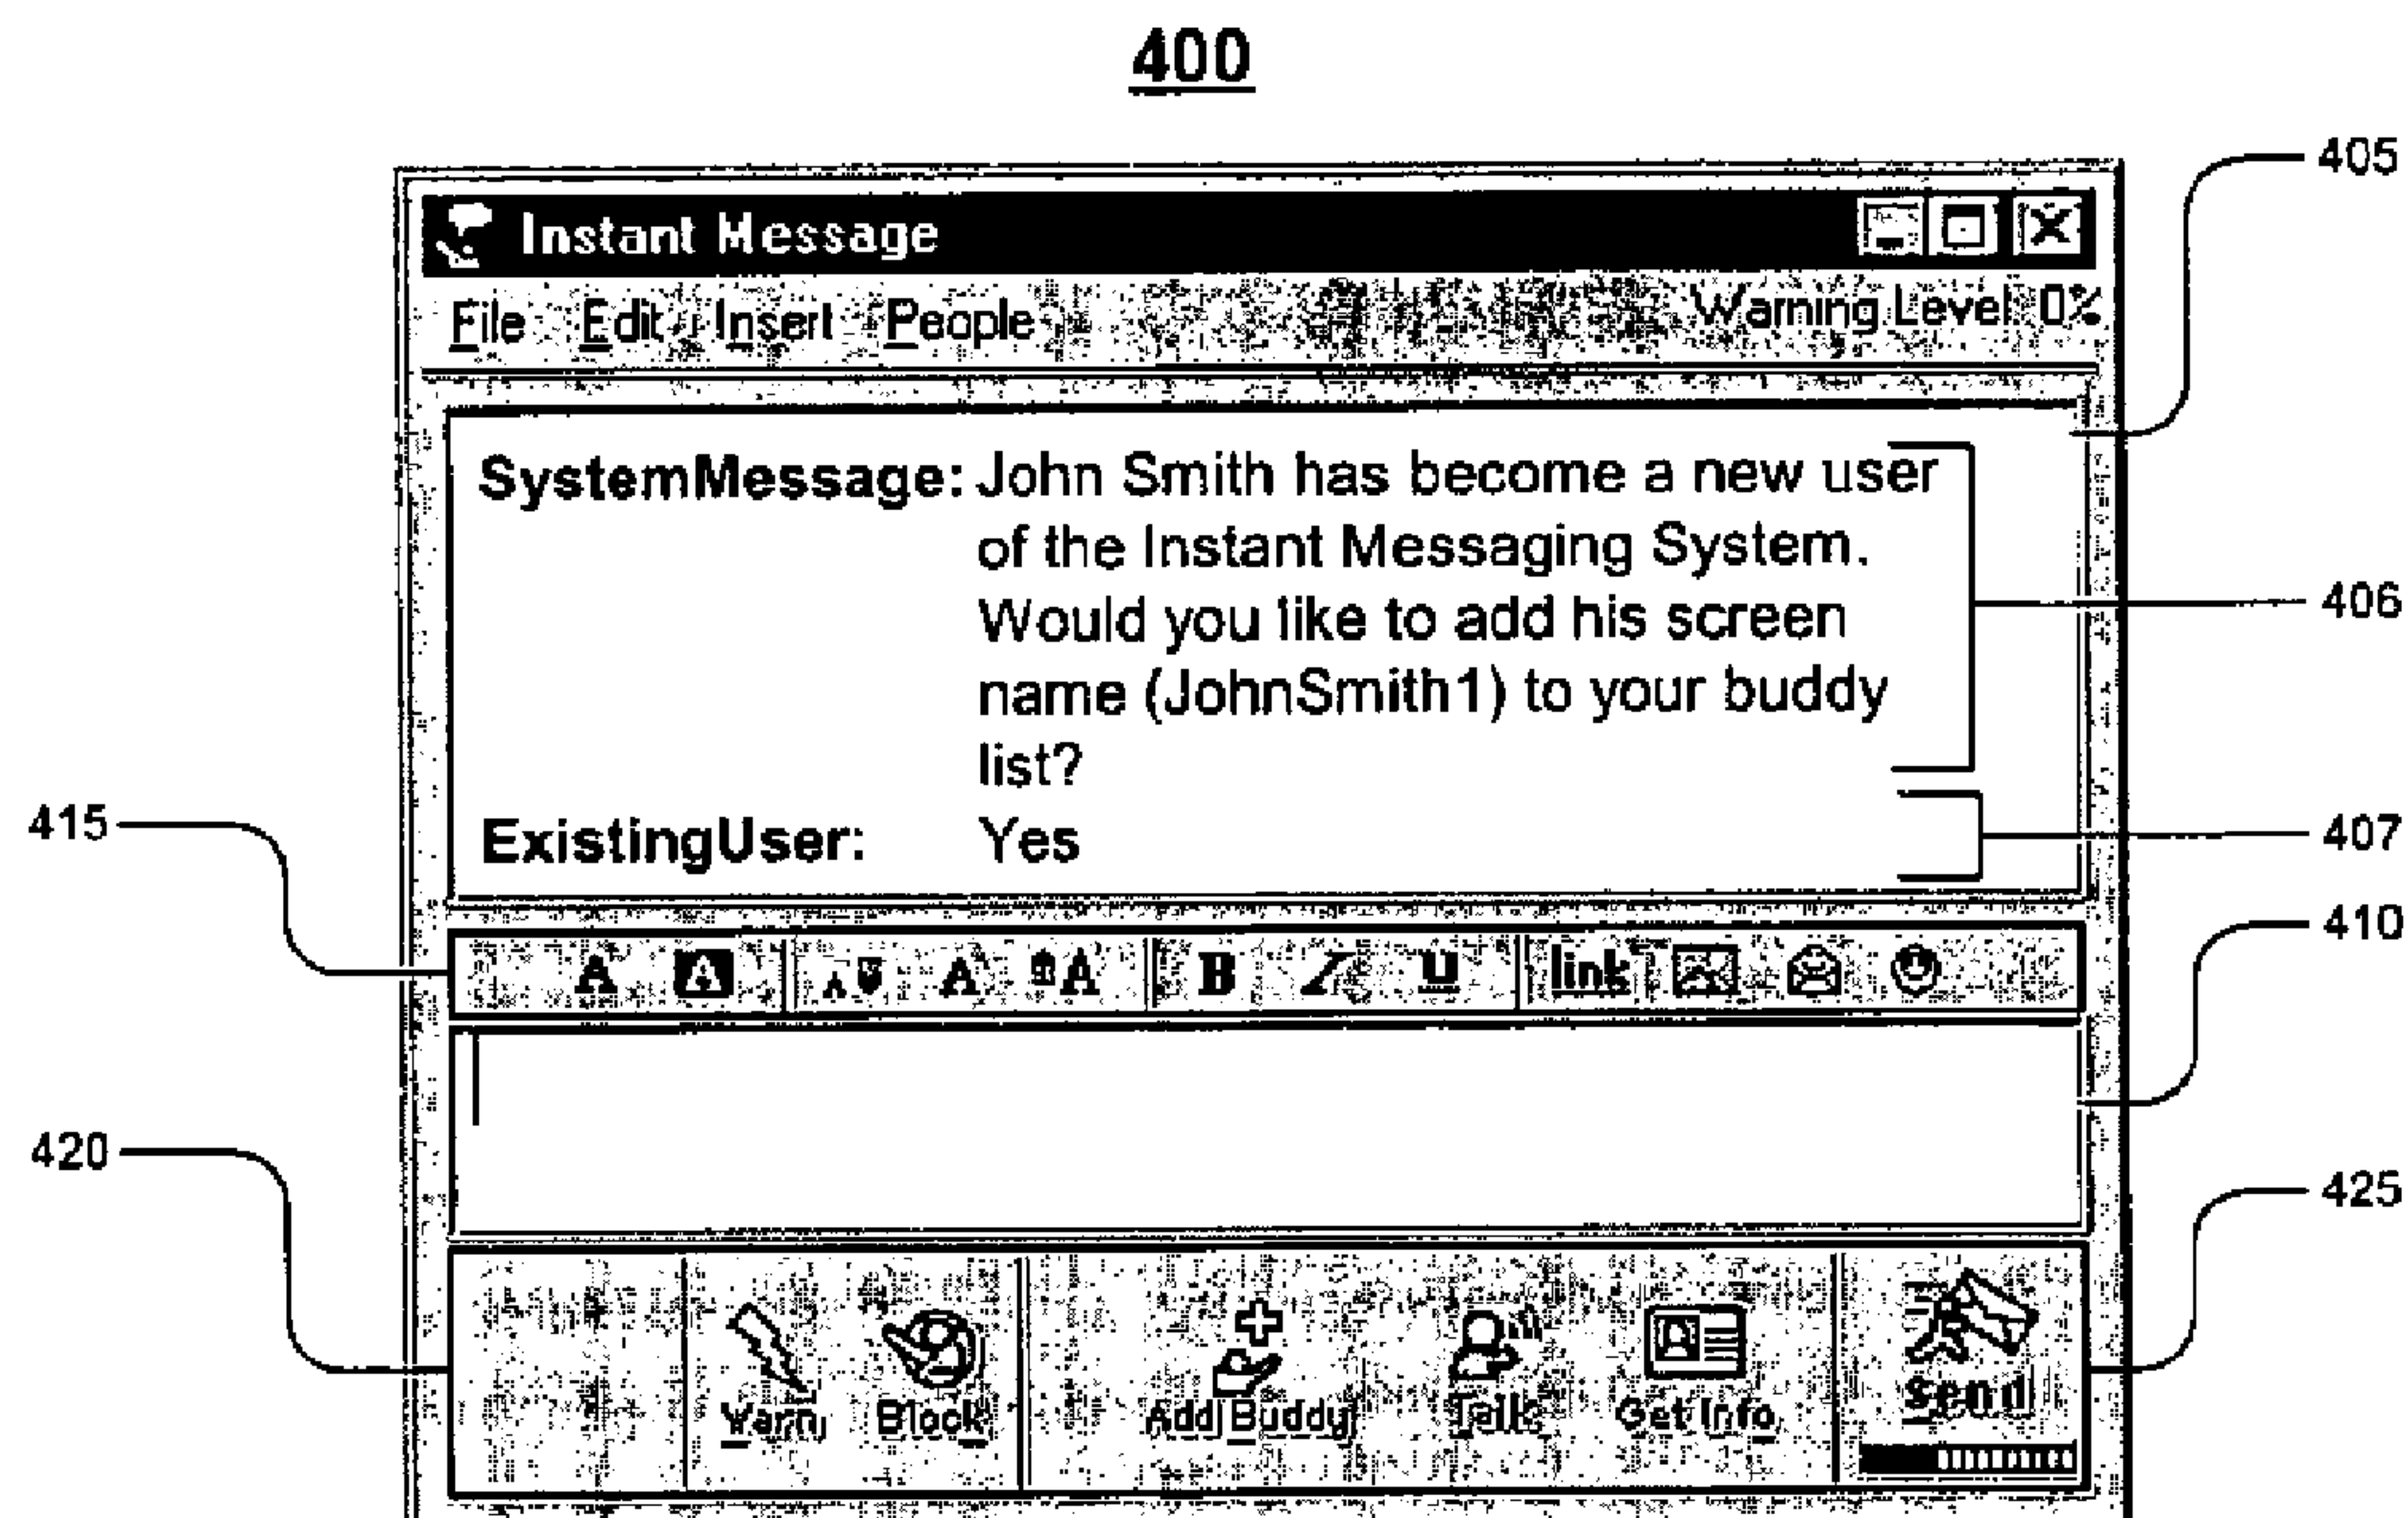 400
405
Instant Message
File Edit Insert People Warning Level: 0%
SystemMessage: John Smith has become a new user
of the Instant Messaging System.
Would you like to add his screen
name (JohnSmith1) to your buddy
list?
406
415
ExistingUser: Yes
407
410
A A A A A B I U link
420
425
Warn Block Add Buddy Talk Get Info Send